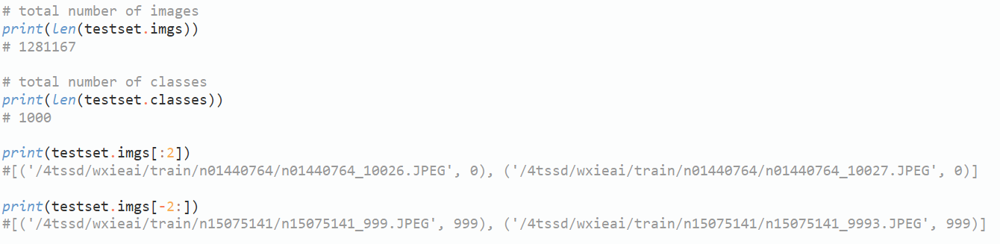 # total number of images
print(len(testset.imgs))
# 1281167
# total number of classes
print(len(testset.classes))
# 1000
print(testset.imgs[:2])
#[('/4tssd/wxieai/train/n01440764/n01440764_10026.JPEG', 0), ('/4tssd/wxieai/train/n01440764/n01440764_10027.JPEG', 0)]
print(testset.imgs[-2:])
#[('/4tssd/wxieai/train/n15075141/n15075141_999.JPEG', 999), ('/4tssd/wxieai/train/n15075141/n15075141_9993.JPEG', 999)]